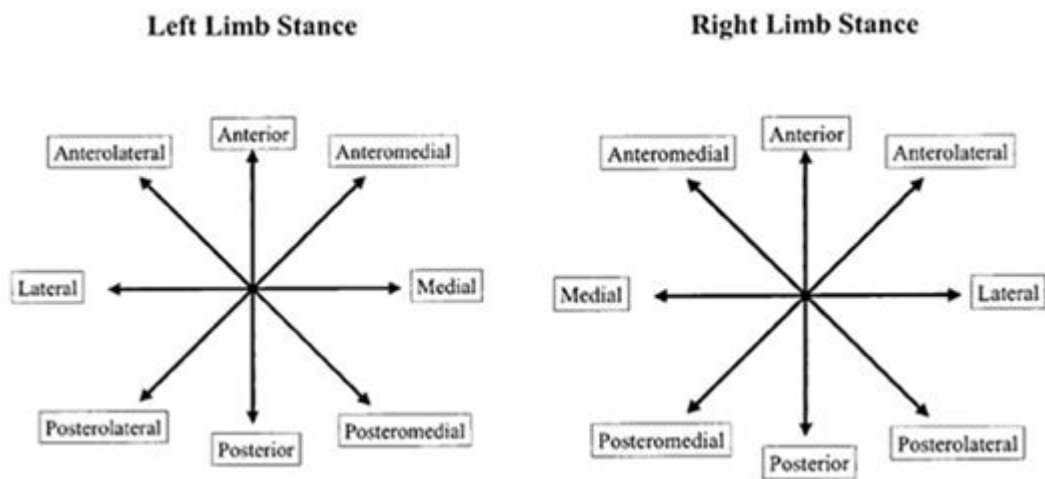 Left Limb Stance
Anterior
Anterolateral
Anteromedial
Lateral
Medial
Posterolateral
Posterior
Posteromedial
Right Limb Stance
Anterior
Anteromedial
Anterolateral
Medial
Lateral
Posteromedial
Posterior
Posterolateral